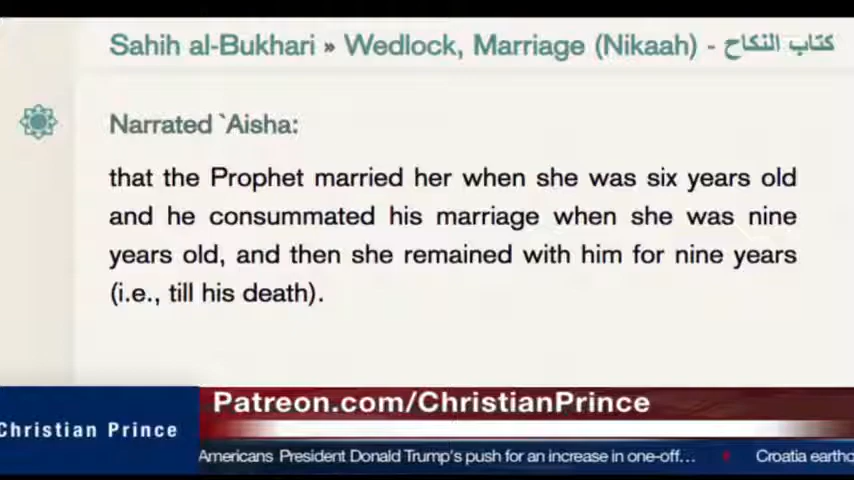 Sahih al-Bukhari » Wedlock, Marriage (Nikaah) - كتاب النكاح
Narrated `Aisha:
that the Prophet married her when she was six years old
and he consummated his marriage when she was nine
years old, and then she remained with him for nine years
(i.e., till his death).
Patreon.com/ChristianPrince
Christian Prince
Americans President Donald Trump's push for an increase in one-off... Croatia earthq